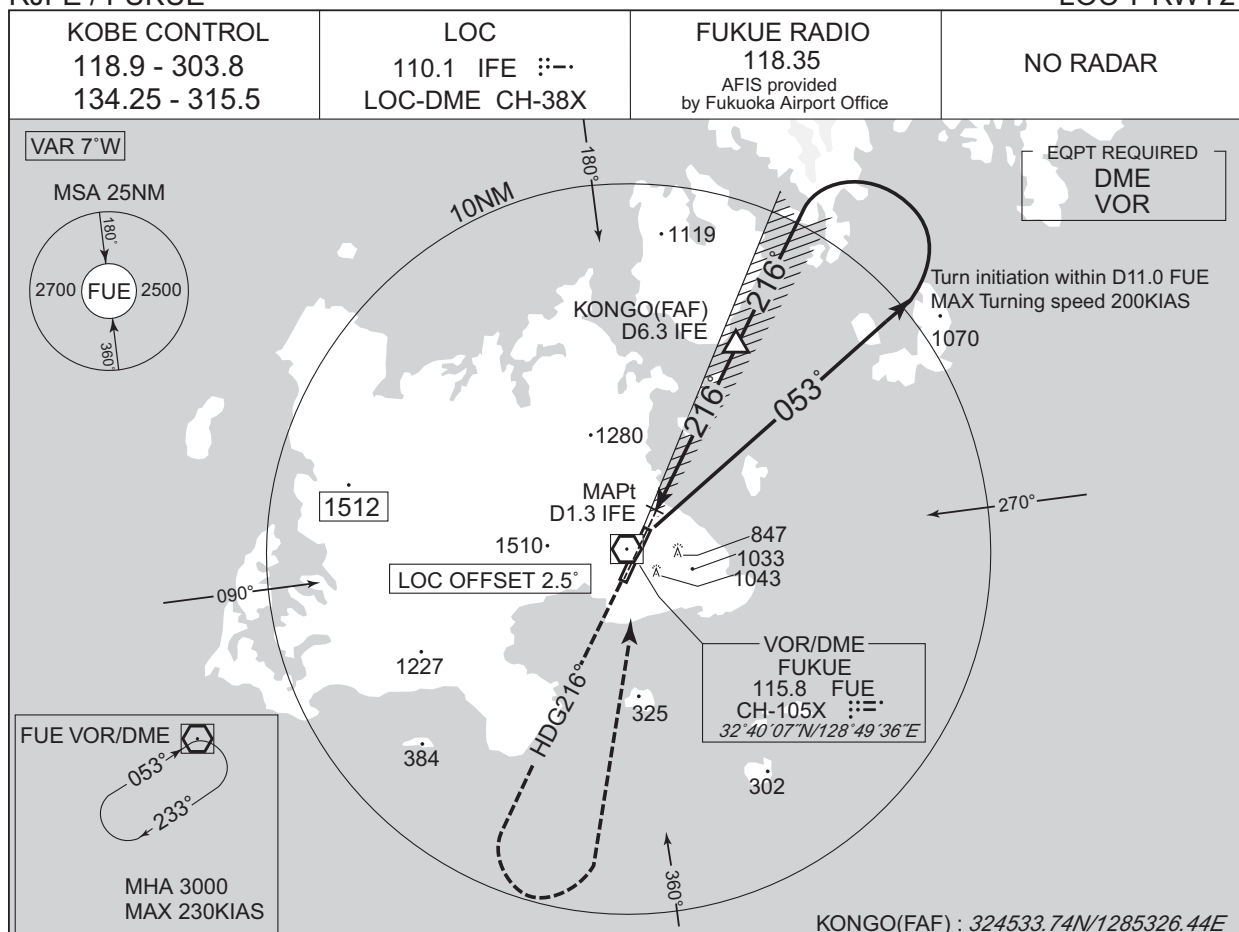 RJFE / FUKUE
LOC Y RWY21
KOBE CONTROL
118.9 - 303.8
134.25 - 315.5
LOC
110.1 IFE
LOC-DME CH-38X
FUKUE RADIO
118.35
AFIS provided
by Fukuoka Airport Office
NO RADAR
VAR 7°W
MSA 25NM
180°
2700 FUE 2500
360°
10NM
180°
EQPT REQUIRED
DME
VOR
1119
216°
Turn initiation within D11.0 FUE
MAX Turning speed 200KIAS
KONGO(FAF)
D6.3 IFE
1070
216°
053°
1280
MAPt
D1.3 IFE
1512
270°
1510
847
1033
1043
LOC OFFSET 2.5°
090°
VOR/DME
FUKUE
115.8 FUE
CH-105X
32°40´07˝N/128°49´36˝E
1227
HDG216°
325
384
302
FUE VOR/DME
053°
233°
MHA 3000
MAX 230KIAS
360°
KONGO(FAF) : 324533.74N/1285326.44E